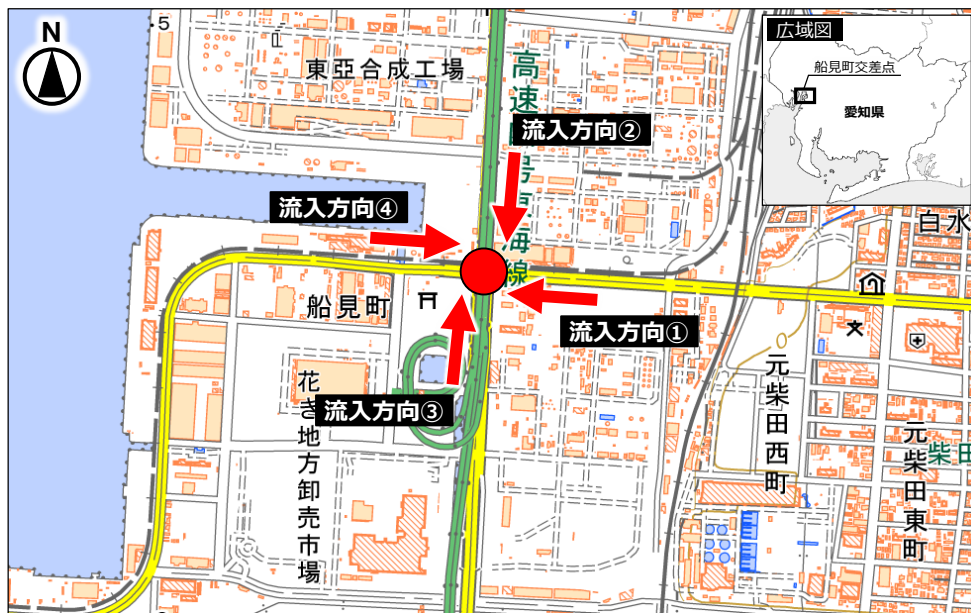 N
5
東亞合成工場
広域図
船見町交差点
愛知県
高速
線
流入方向②
流入方向④
白水
船見町
流入方向①
流入方向③
花き地方卸売市場
元柴田西町
元柴田東町
柴田